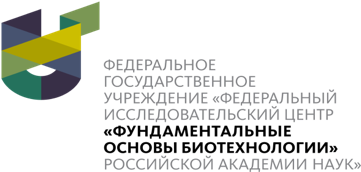 ФЕДЕРАЛЬНОЕ
ГОСУДАРСТВЕННОЕ
УЧРЕЖДЕНИЕ «ФЕДЕРАЛЬНЫЙ
ИССЛЕДОВАТЕЛЬСКИЙ ЦЕНТР
«ФУНДАМЕНТАЛЬНЫЕ
ОСНОВЫ БИОТЕХНОЛОГИИ»
РОССИЙСКОЙ АКАДЕМИИ НАУК»